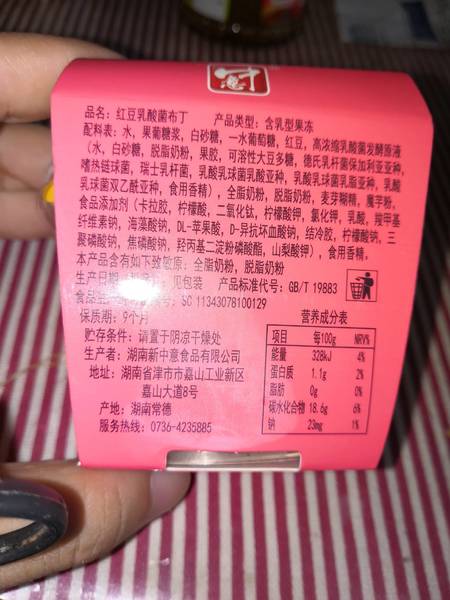 品名：红豆乳酸菌布丁 产品类型：含乳型果冻
配料表：水，果葡糖浆，白砂糖，一水葡萄糖，红豆，高浓缩乳酸菌发酵原液
（水，白砂糖，脱脂奶粉，果胶，可溶性大豆多糖，德氏乳杆菌保加利亚亚种，
嗜热链球菌，瑞士乳杆菌，乳酸乳球菌乳酸亚种，乳酸乳球菌乳脂亚种，乳酸
乳球菌双乙酰亚种，食用香精），全脂奶粉，脱脂奶粉，麦芽糊精，魔芋粉，
食品添加剂（卡拉胶，柠檬酸，二氧化钛，柠檬酸钾，氯化钾，乳酸，羧甲基
纤维素钠，海藻酸钠，DL-苹果酸，D-异抗坏血酸钠，结冷胶，柠檬酸钠，三
聚磷酸钠，焦磷酸钠，羟丙基二淀粉磷酸酯，山梨酸钾），食用香精。
本产品含有如下致敏原：全脂奶粉，脱脂奶粉
生产日期 见包装 产品标准代号：GB/T 19883
食品生 号：SC 11343078100129
保质期：9个月
贮存条件：请置于阴凉干燥处
生产者：湖南新中意食品有限公司
地址：湖南省津市市嘉山工业新区
嘉山大道8号
产地：湖南常德
服务热线：0736-4235885
营养成分表
项目 每100g NRV%
能量 328kJ 4%
蛋白质 1.1g 2%
脂肪 0g 0%
碳水化合物 18.6g 6%
钠 23mg 1%